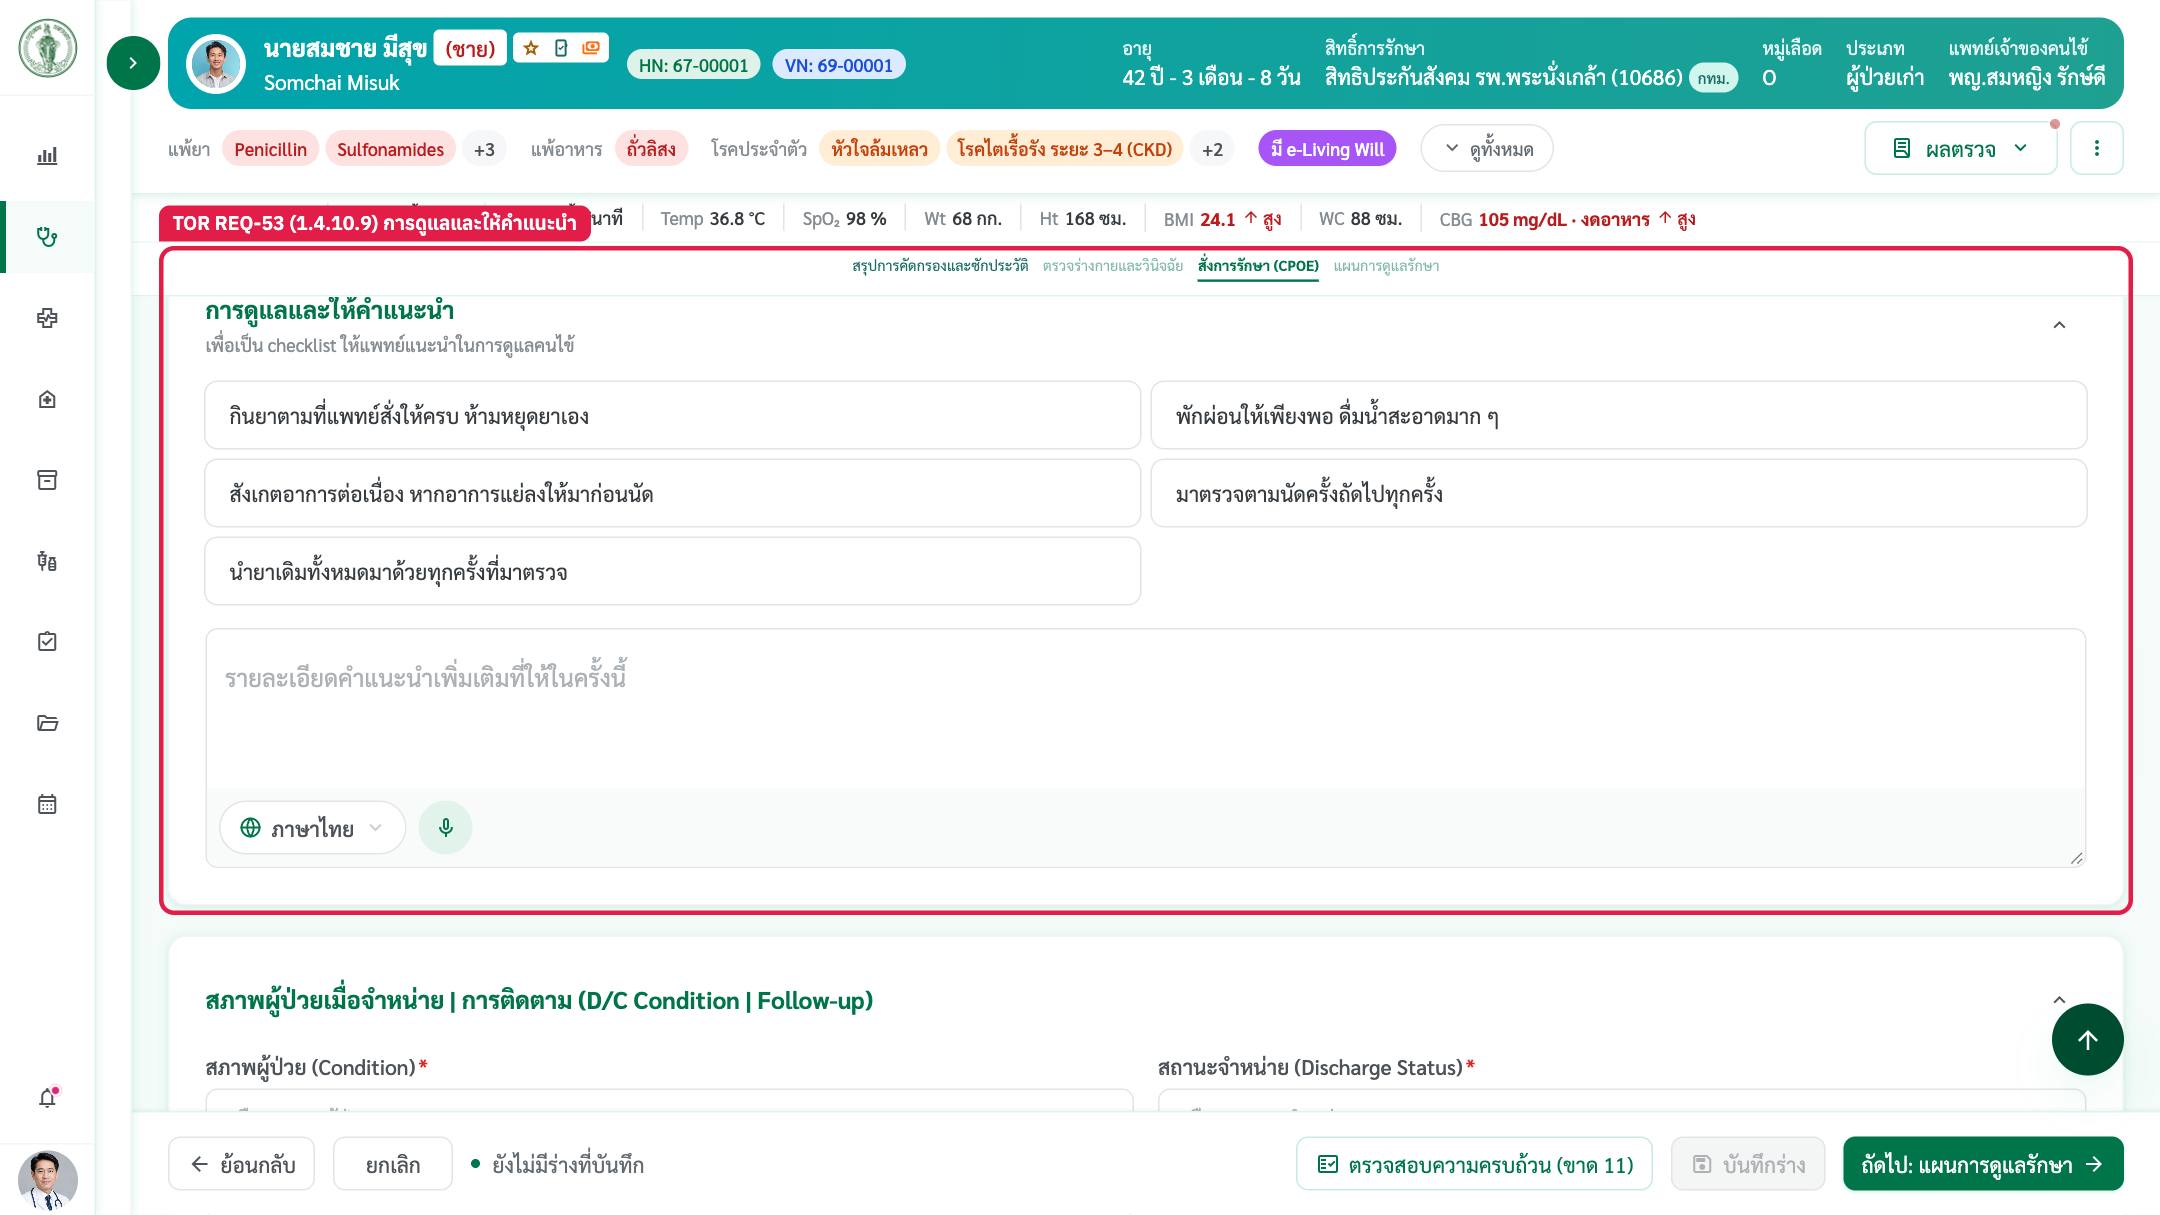 นายสมชาย มีสุข (ชาย)
Somchai Misuk
HN: 67-00001
VN: 69-00001
อายุ
42 ปี - 3 เดือน - 8 วัน
สิทธิ์การรักษา
สิทธิประกันสังคม รพ.พระนั่งเกล้า (10686) กทม.
หมู่เลือด
O
ประเภท
ผู้ป่วยเก่า
แพทย์เจ้าของคนไข้
พญ.สมหญิง รักษ์ดี
แพ้ยา Penicillin Sulfonamides +3 แพ้อาหาร ถั่วลิสง โรคประจำตัว หัวใจล้มเหลว โรคไตเรื้อรัง ระยะ 3–4 (CKD) +2 มี e-Living Will ดูทั้งหมด ผลตรวจ
TOR REQ-53 (1.4.10.9) การดูแลและให้คำแนะนำ
Temp 36.8 °C SpO₂ 98 % Wt 68 กก. Ht 168 ซม. BMI 24.1 ↑ สูง WC 88 ซม. CBG 105 mg/dL · งดอาหาร ↑ สูง
สรุปการคัดกรองและซักประวัติ ตรวจร่างกายและวินิจฉัย สั่งการรักษา (CPOE) แผนการดูแลรักษา
การดูแลและให้คำแนะนำ
เพื่อเป็น checklist ให้แพทย์แนะนำในการดูแลคนไข้
กินยาตามที่แพทย์สั่งให้ครบ ห้ามหยุดยาเอง
พักผ่อนให้เพียงพอ ดื่มน้ำสะอาดมาก ๆ
สังเกตอาการต่อเนื่อง หากอาการแย่ลงให้มาก่อนนัด
มาตรวจตามนัดครั้งถัดไปทุกครั้ง
นำยาเดิมทั้งหมดมาด้วยทุกครั้งที่มาตรวจ
รายละเอียดคำแนะนำเพิ่มเติมที่ให้ในครั้งนี้
ภาษาไทย
สภาพผู้ป่วยเมื่อจำหน่าย | การติดตาม (D/C Condition | Follow-up)
สภาพผู้ป่วย (Condition)*
สถานะจำหน่าย (Discharge Status)*
ย้อนกลับ
ยกเลิก
ยังไม่มีร่างที่บันทึก
ตรวจสอบความครบถ้วน (ขาด 11)
บันทึกร่าง
ถัดไป: แผนการดูแลรักษา